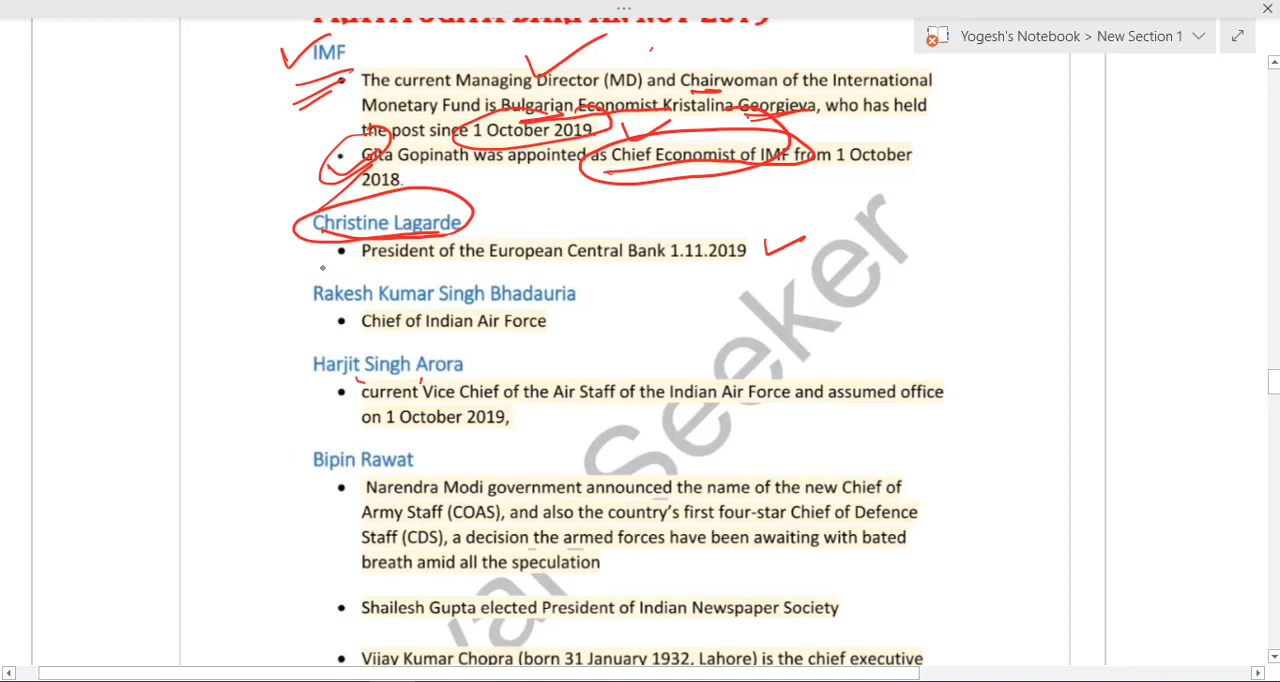 PRATIYOGITA DARPAN NOV 2019
Yogesh's Notebook > New Section 1
IMF
• The current Managing Director (MD) and Chairwoman of the International
Monetary Fund is Bulgarian Economist Kristalina Georgieva, who has held
the post since 1 October 2019.
• Gita Gopinath was appointed as Chief Economist of IMF from 1 October
2018.
Christine Lagarde
• President of the European Central Bank 1.11.2019
Rakesh Kumar Singh Bhadauria
• Chief of Indian Air Force
Harjit Singh Arora
• current Vice Chief of the Air Staff of the Indian Air Force and assumed office
on 1 October 2019,
Bipin Rawat
• Narendra Modi government announced the name of the new Chief of
Army Staff (COAS), and also the country's first four-star Chief of Defence
Staff (CDS), a decision the armed forces have been awaiting with bated
breath amid all the speculation
• Shailesh Gupta elected President of Indian Newspaper Society
• Vijay Kumar Chopra (born 31 January 1932, Lahore) is the chief executive
Seeker